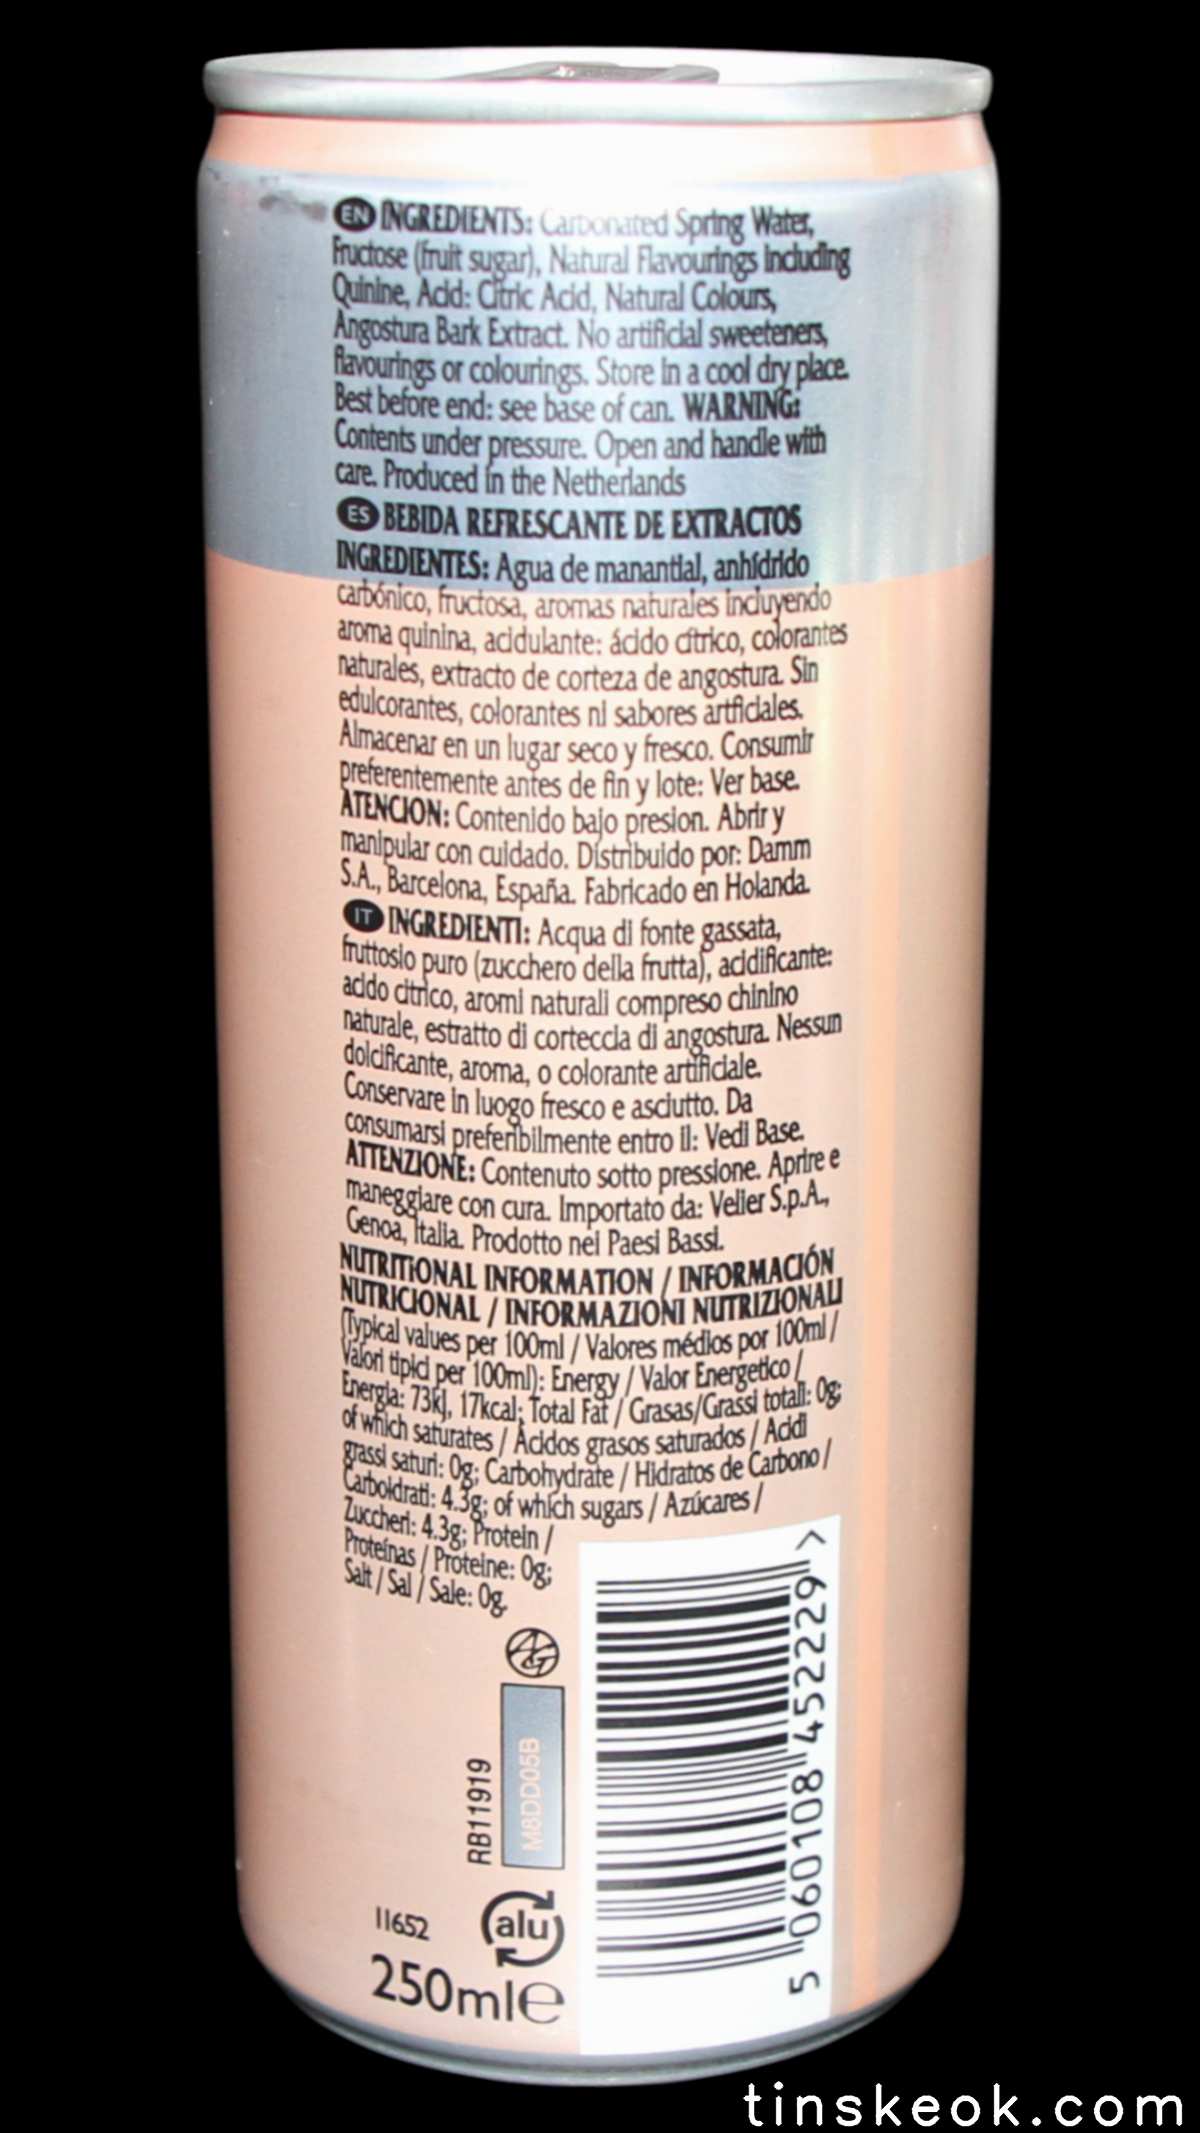 EN INGREDIENTS: Carbonated Spring Water,
Fructose (fruit sugar), Natural Flavourings including
Quinine, Acid: Citric Acid, Natural Colours,
Angostura Bark Extract. No artificial sweeteners,
flavourings or colourings. Store in a cool dry place.
Best before end: see base of can. WARNING:
Contents under pressure. Open and handle with
care. Produced in the Netherlands
ES BEBIDA REFRESCANTE DE EXTRACTOS
INGREDIENTES: Agua de manantial, anhídrido
carbónico, fructosa, aromas naturales incluyendo
aroma quinina, acidulante: ácido cítrico, colorantes
naturales, extracto de corteza de angostura. Sin
edulcorantes, colorantes ni sabores artficiales.
Almacenar en un lugar seco y fresco. Consumir
preferentemente antes de fin y lote: Ver base.
ATENCION: Contenido bajo presion. Abrir y
manipular con cuidado. Distribuido por: Damm
S.A., Barcelona, España. Fabricado en Holanda.
IT INGREDIENTI: Acqua di fonte gassata,
fruttosio puro (zucchero della frutta), acidificante:
acido citrico, aromi naturali compreso chinino
naturale, estratto di corteccia di angostura. Nessun
dolcificante, aroma, o colorante artificiale.
Conservare in luogo fresco e asciutto. Da
consumarsi preferibilmente entro il: Vedi Base.
ATTENZIONE: Contenuto sotto pressione. Aprire e
maneggiare con cura. Importato da: Velier S.p.A.,
Genoa, Italia. Prodotto nei Paesi Bassi.
NUTRITIONAL INFORMATION / INFORMACIÓN
NUTRICIONAL / INFORMAZIONI NUTRIZIONALI
(Typical values per 100ml / Valores médios por 100ml /
Valori tipici per 100ml): Energy / Valor Energetico /
Energia: 73kJ, 17kcal; Total Fat / Grasas/Grassi totali: 0g;
of which saturates / Ácidos grasos saturados / Acidi
grassi saturi: 0g; Carbohydrate / Hidratos de Carbono /
Carboidrati: 4.3g; of which sugars / Azúcares /
Zuccheri: 4.3g; Protein /
Proteínas / Proteine: 0g;
Salt / Sal / Sale: 0g.
RB11919
M8DD05B
11652
alu
250ml e
5 060108 452229 >
tinskeok.com